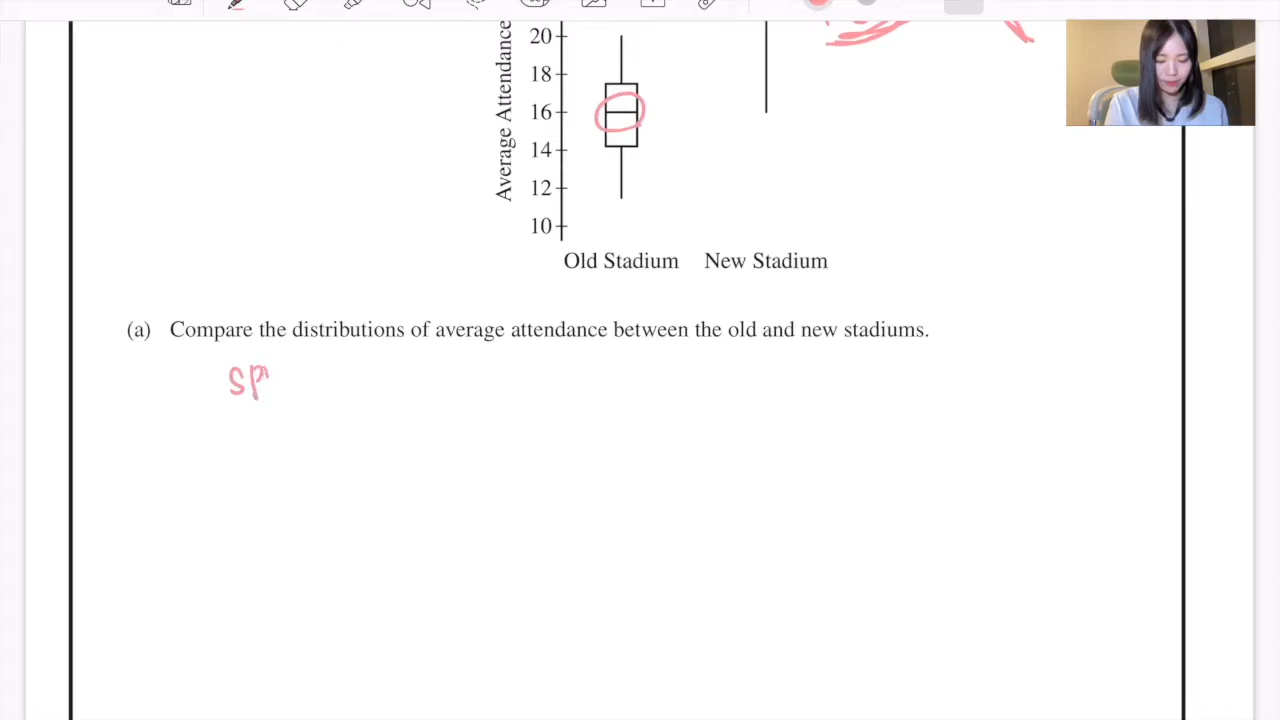 Average Attendance
20
18
16
14
12
10
Old Stadium New Stadium
(a) Compare the distributions of average attendance between the old and new stadiums.
sp